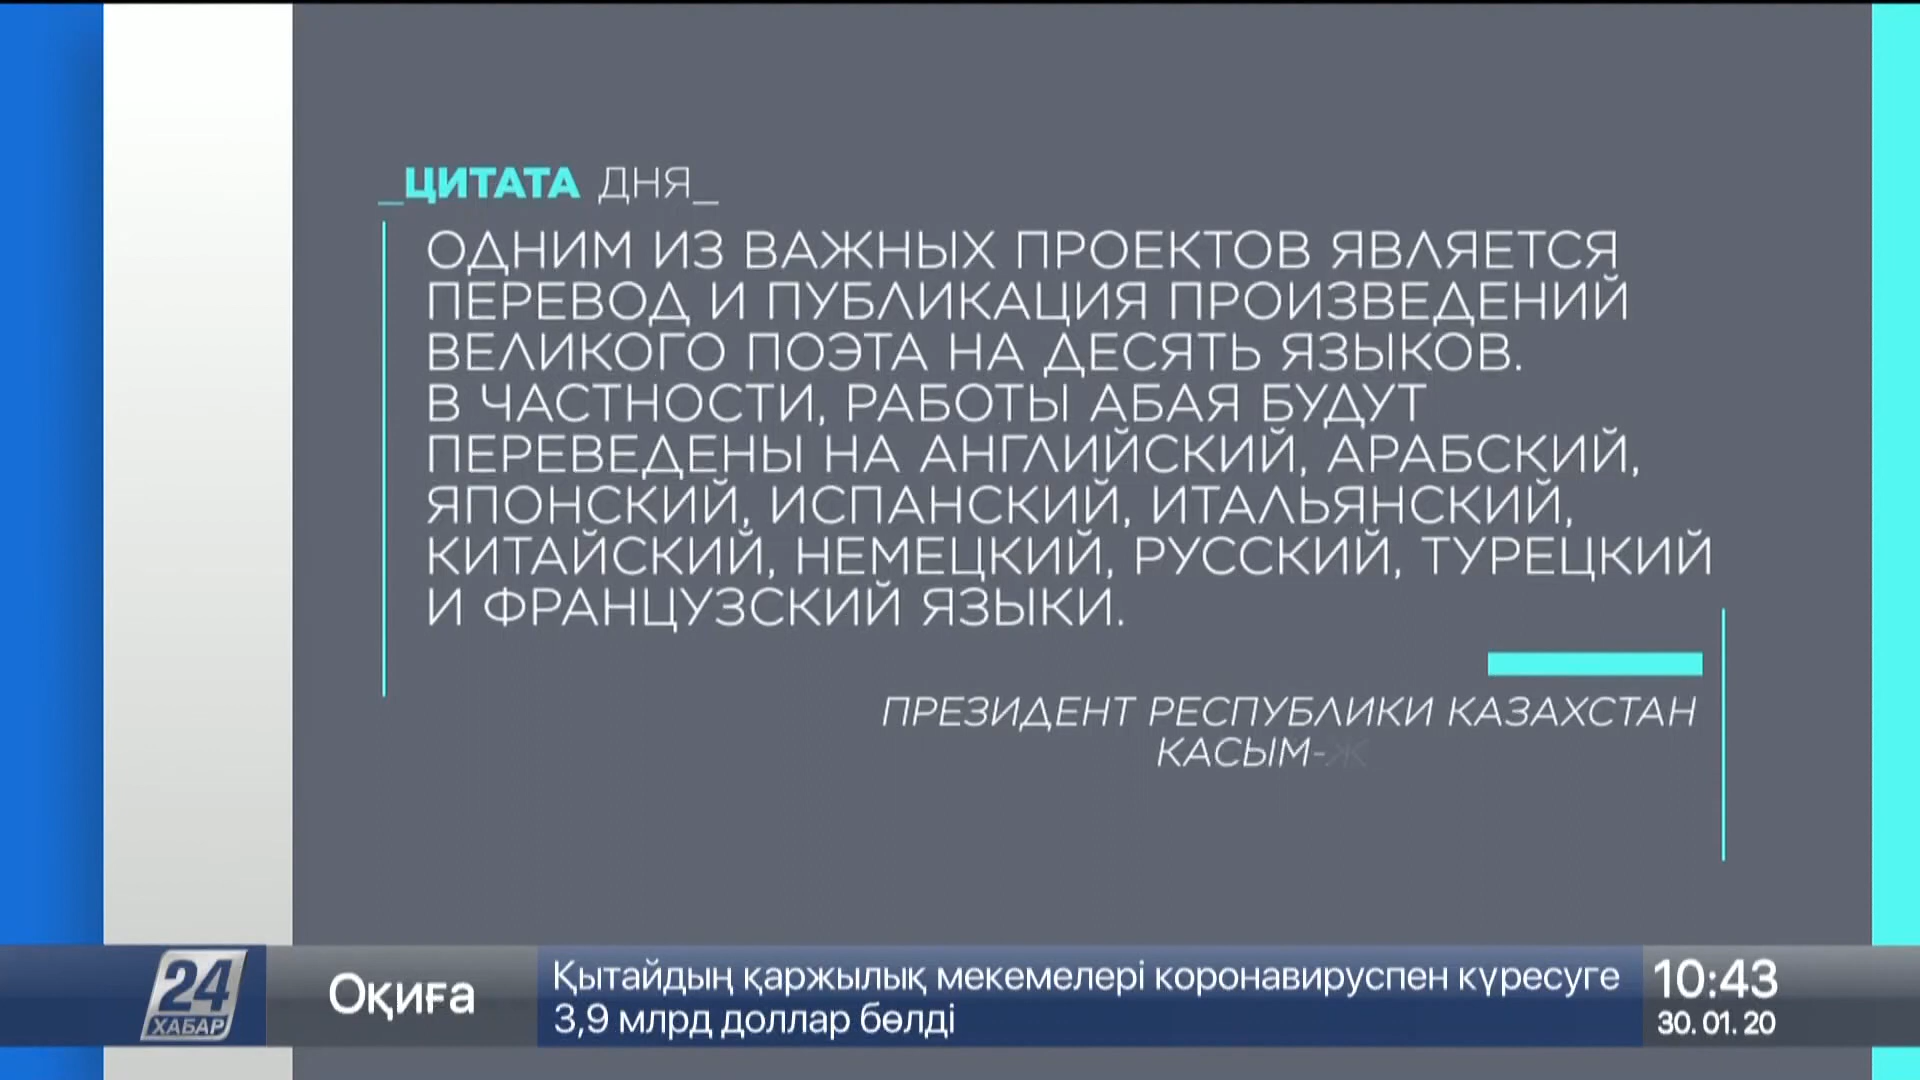 _ЦИТАТА ДНЯ_
ОДНИМ ИЗ ВАЖНЫХ ПРОЕКТОВ ЯВЛЯЕТСЯ
ПЕРЕВОД И ПУБЛИКАЦИЯ ПРОИЗВЕДЕНИЙ
ВЕЛИКОГО ПОЭТА НА ДЕСЯТЬ ЯЗЫКОВ.
В ЧАСТНОСТИ, РАБОТЫ АБАЯ БУДУТ
ПЕРЕВЕДЕНЫ НА АНГЛИЙСКИЙ, АРАБСКИЙ,
ЯПОНСКИЙ, ИСПАНСКИЙ, ИТАЛЬЯНСКИЙ,
КИТАЙСКИЙ, НЕМЕЦКИЙ, РУССКИЙ, ТУРЕЦКИЙ
И ФРАНЦУЗСКИЙ ЯЗЫКИ.
ПРЕЗИДЕНТ РЕСПУБЛИКИ КАЗАХСТАН
КАСЫМ-Ж
24
ХАБАР
Оқиға
Қытайдың қаржылық мекемелері коронавируспен күресуге
3,9 млрд доллар бөлді
10:43
30.01.20